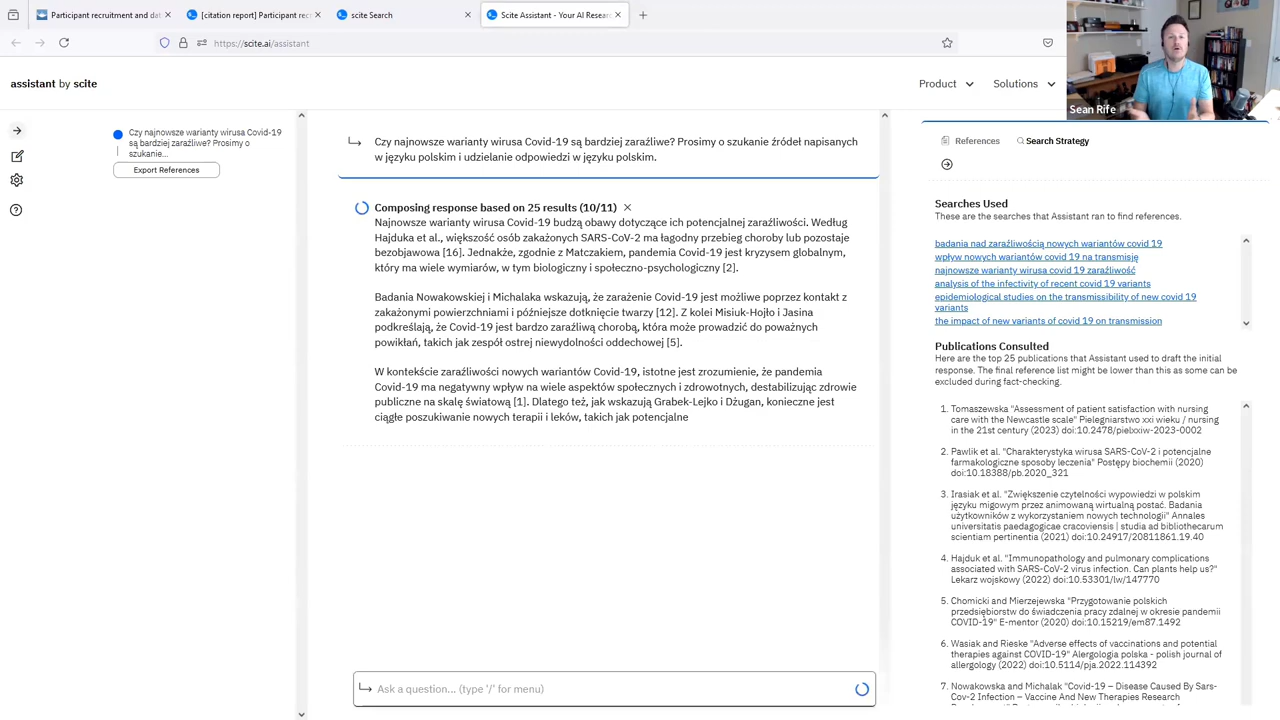 Participant recruitment and dat
[citation report] Participant rec
scite Search
Scite Assistant - Your AI Resear
https://scite.ai/assistant
Sean Rife
assistant by scite
Product
Solutions
Czy najnowsze warianty wirusa Covid-19
są bardziej zaraźliwe? Prosimy o
szukanie...
Export References
Czy najnowsze warianty wirusa Covid-19 są bardziej zaraźliwe? Prosimy o szukanie źródeł napisanych
w języku polskim i udzielanie odpowiedzi w języku polskim.
Composing response based on 25 results (10/11)
Najnowsze warianty wirusa Covid-19 budzą obawy dotyczące ich potencjalnej zaraźliwości. Według
Hajduka et al., większość osób zakażonych SARS-CoV-2 ma łagodny przebieg choroby lub pozostaje
bezobjawowa [16]. Jednakże, zgodnie z Matczakiem, pandemia Covid-19 jest kryzysem globalnym,
który ma wiele wymiarów, w tym biologiczny i społeczno-psychologiczny [2].
Badania Nowakowskiej i Michalaka wskazują, że zarażenie Covid-19 jest możliwe poprzez kontakt z
zakażonymi powierzchniami i późniejsze dotknięcie twarzy [12]. Z kolei Misiuk-Hojło i Jasina
podkreślają, że Covid-19 jest bardzo zaraźliwą chorobą, która może prowadzić do poważnych
powikłań, takich jak zespół ostrej niewydolności oddechowej [5].
W kontekście zaraźliwości nowych wariantów Covid-19, istotne jest zrozumienie, że pandemia
Covid-19 ma negatywny wpływ na wiele aspektów społecznych i zdrowotnych, destabilizując zdrowie
publiczne na skalę światową [1]. Dlatego też, jak wskazują Grabek-Lejko i Dżugan, konieczne jest
ciągłe poszukiwanie nowych terapii i leków, takich jak potencjalne
Ask a question... (type '/' for menu)
References
Search Strategy
Searches Used
These are the searches that Assistant ran to find references.
badania nad zaraźliwością nowych wariantów covid 19
wpływ nowych wariantów covid 19 na transmisję
najnowsze warianty wirusa covid 19 zaraźliwość
analysis of the infectivity of recent covid 19 variants
epidemiological studies on the transmissibility of new covid 19
variants
the impact of new variants of covid 19 on transmission
Publications Consulted
Here are the top 25 publications that Assistant used to draft the initial
response. The final reference list might be lower than this as some can be
excluded during fact-checking.
1. Tomaszewska "Assessment of patient satisfaction with nursing
care with the Newcastle scale" Pielegniarstwo xxi wieku / nursing
in the 21st century (2023) doi:10.2478/pielxxiw-2023-0002
2. Pawlik et al. "Charakterystyka wirusa SARS-CoV-2 i potencjalne
farmakologiczne sposoby leczenia" Postępy biochemii (2020)
doi:10.18388/pb.2020_321
3. Irasiak et al. "Zwiększenie czytelności wypowiedzi w polskim
języku migowym przez animowaną wirtualną postać. Badania
użytkowników z wykorzystaniem nowych technologii" Annales
universitatis paedagogicae cracoviensis | studia ad bibliothecarum
scientiam pertinentia (2021) doi:10.24917/20811861.19.40
4. Hajduk et al. "Immunopathology and pulmonary complications
associated with SARS-CoV-2 virus infection. Can plants help us?"
Lekarz wojskowy (2022) doi:10.53301/lw/147770
5. Chomicki and Mierzejewska "Przygotowanie polskich
przedsiębiorstw do świadczenia pracy zdalnej w okresie pandemii
COVID-19" E-mentor (2020) doi:10.15219/em87.1492
6. Wasiak and Rieske "Adverse effects of vaccinations and potential
therapies against COVID-19" Alergologia polska - polish journal of
allergology (2022) doi:10.5114/pja.2022.114392
7. Nowakowska and Michalak "Covid-19 – Disease Caused By Sars-
Cov-2 Infection – Vaccine And New Therapies Research